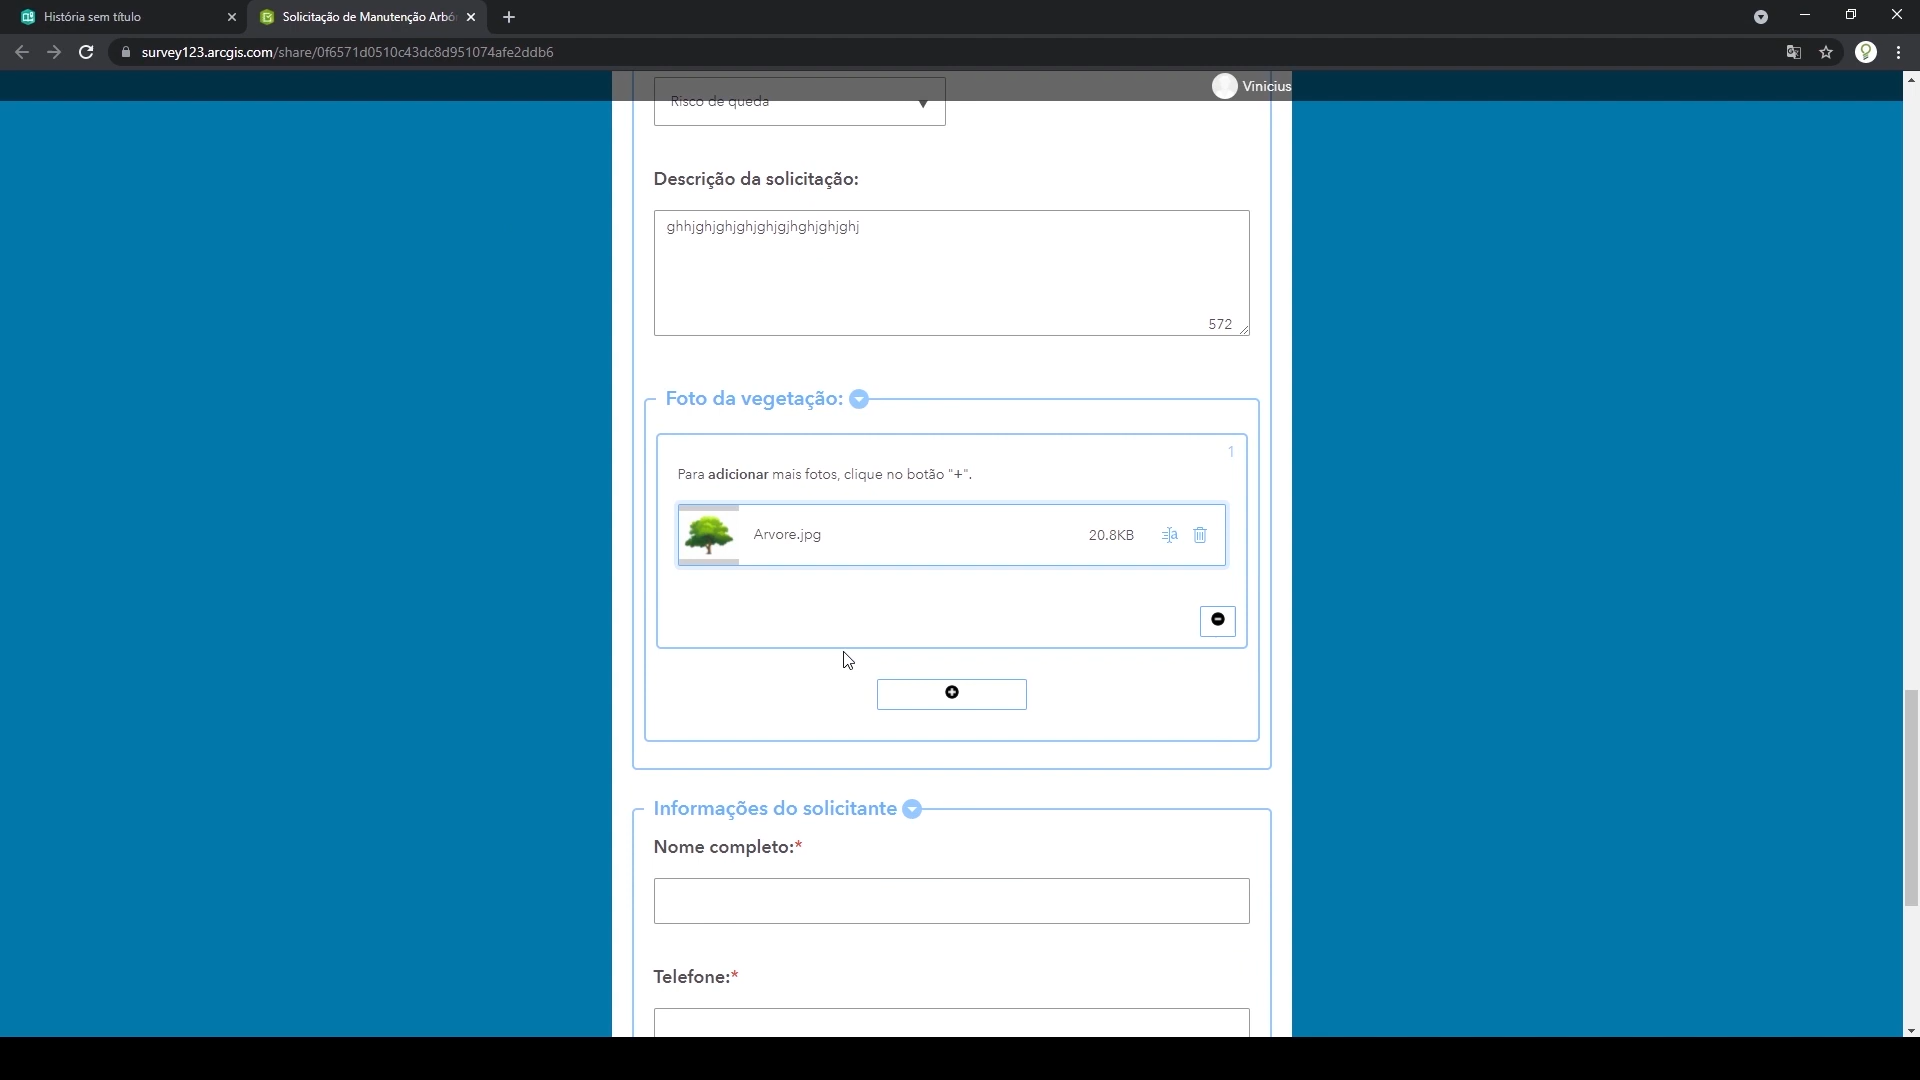 História sem título
Solicitação de Manutenção Arbó
survey123.arcgis.com/share/0f6571d0510c43dc8d951074afe2ddb6
Vinicius
Risco de queda
Descrição da solicitação:
ghhjghjghjghjghjgjhghjghjghj
572
Foto da vegetação:
1
Para adicionar mais fotos, clique no botão "+".
Arvore.jpg 20.8KB
Informações do solicitante
Nome completo:*
Telefone:*